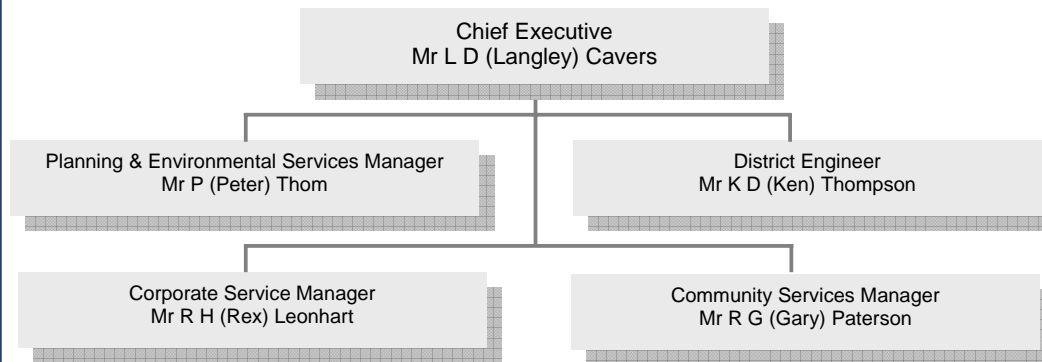 Chief Executive
Mr L D (Langley) Cavers
Planning & Environmental Services Manager
Mr P (Peter) Thom
District Engineer
Mr K D (Ken) Thompson
Corporate Service Manager
Mr R H (Rex) Leonhart
Community Services Manager
Mr R G (Gary) Paterson